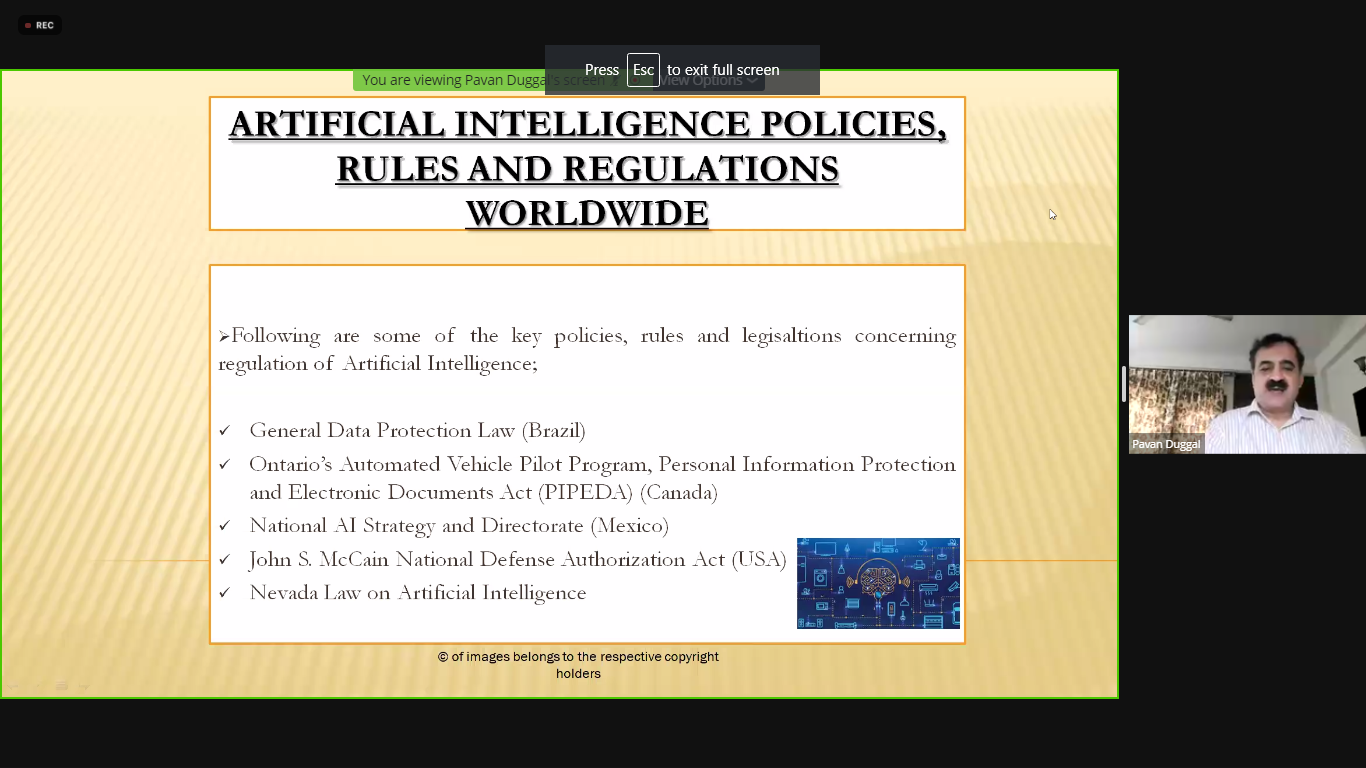 REC
Press Esc to exit full screen
You are viewing Pavan Duggal's screen View Options
ARTIFICIAL INTELLIGENCE POLICIES,
RULES AND REGULATIONS
WORLDWIDE
➢Following are some of the key policies, rules and legisaltions concerning
regulation of Artificial Intelligence;
✓ General Data Protection Law (Brazil)
✓ Ontario's Automated Vehicle Pilot Program, Personal Information Protection
and Electronic Documents Act (PIPEDA) (Canada)
✓ National AI Strategy and Directorate (Mexico)
✓ John S. McCain National Defense Authorization Act (USA)
✓ Nevada Law on Artificial Intelligence
© of images belongs to the respective copyright
holders
Pavan Duggal